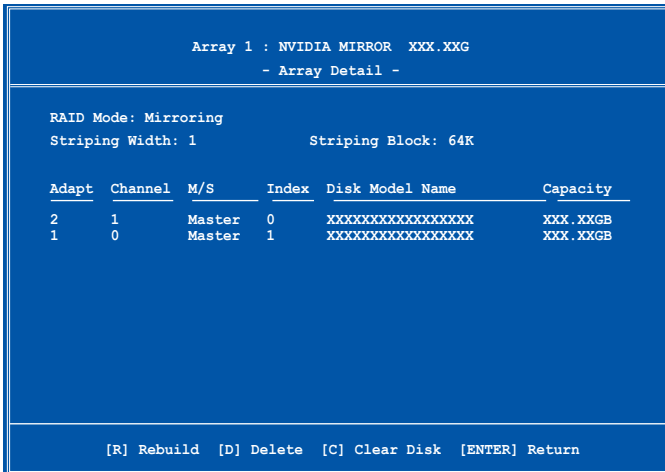 Array 1 : NVIDIA MIRROR XXX.XXG
- Array Detail -
RAID Mode: Mirroring
Striping Width: 1 Striping Block: 64K
Adapt Channel M/S Index Disk Model Name Capacity
2 1 Master 0 XXXXXXXXXXXXXXXXX XXX.XXGB
1 0 Master 1 XXXXXXXXXXXXXXXXX XXX.XXGB
[R] Rebuild [D] Delete [C] Clear Disk [ENTER] Return